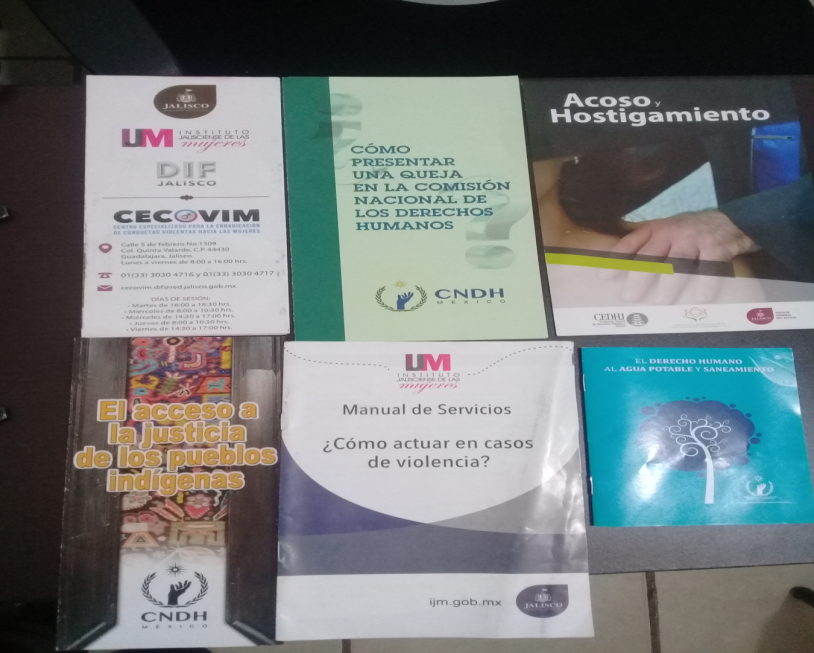 JALISCO
IJM INSTITUTO
JALISCIENSE DE LAS
mujeres
DIF
JALISCO
CECOVIM
CENTRO ESPECIALIZADO PARA LA ERRADICACIÓN
DE CONDUCTAS VIOLENTAS HACIA LAS MUJERES
Calle 5 de febrero No.1309
Col. Quinta Velarde, C.P 44430
Guadalajara, Jalisco.
Lunes a viernes de 8:00 a 16:00 hrs.
01(33) 3030 4716 y 01(33) 3030 4717
cecovim.dif@red.jalisco.gob.mx
DÍAS DE SESIÓN:
- Martes de 16:00 a 18:30 hrs.
- Miércoles de 8:00 a 10:30 hrs.
- Miércoles de 14:30 a 17:00 hrs.
- Jueves de 8:00 a 10:30 hrs.
- Viernes de 14:30 a 17:00 hrs.
CÓMO
PRESENTAR
UNA QUEJA
EN LA COMISIÓN
NACIONAL DE
LOS DERECHOS
HUMANOS
CNDH
MÉXICO
Acoso y
Hostigamiento
CEDHJ
JALISCO
El acceso a
la justicia
de los pueblos
indígenas
CNDH
MÉXICO
IJM
INSTITUTO
JALISCIENSE DE LAS
mujeres
Manual de Servicios
¿Cómo actuar en casos
de violencia?
ijm.gob.mx
JALISCO
EL DERECHO HUMANO
AL AGUA POTABLE Y SANEAMIENTO